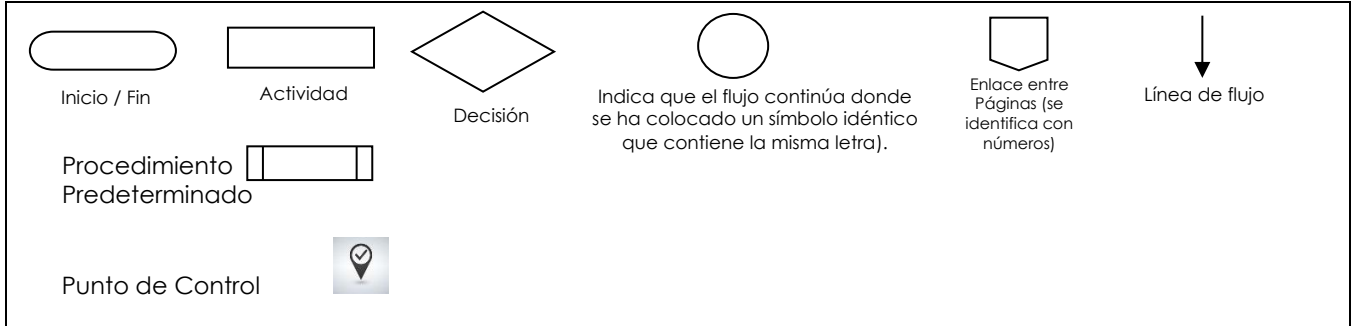 Inicio / Fin
Actividad
Decisión
Indica que el flujo continúa donde
se ha colocado un símbolo idéntico
que contiene la misma letra).
Enlace entre
Páginas (se
identifica con
números)
Línea de flujo
Procedimiento
Predeterminado
Punto de Control